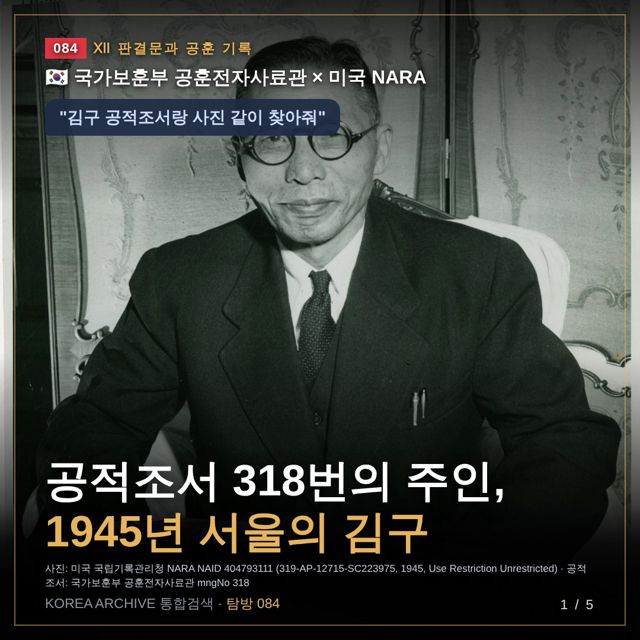 084 XII 판결문과 공훈 기록
🇰🇷 국가보훈부 공훈전자사료관 × 미국 NARA
"김구 공적조서랑 사진 같이 찾아줘"
공적조서 318번의 주인,
1945년 서울의 김구
사진: 미국 국립기록관리청 NARA NAID 404793111 (319-AP-12715-SC223975, 1945, Use Restriction Unrestricted) · 공적
조서: 국가보훈부 공훈전자사료관 mngNo 318
KOREA ARCHIVE 통합검색 · 탐방 084
1 / 5